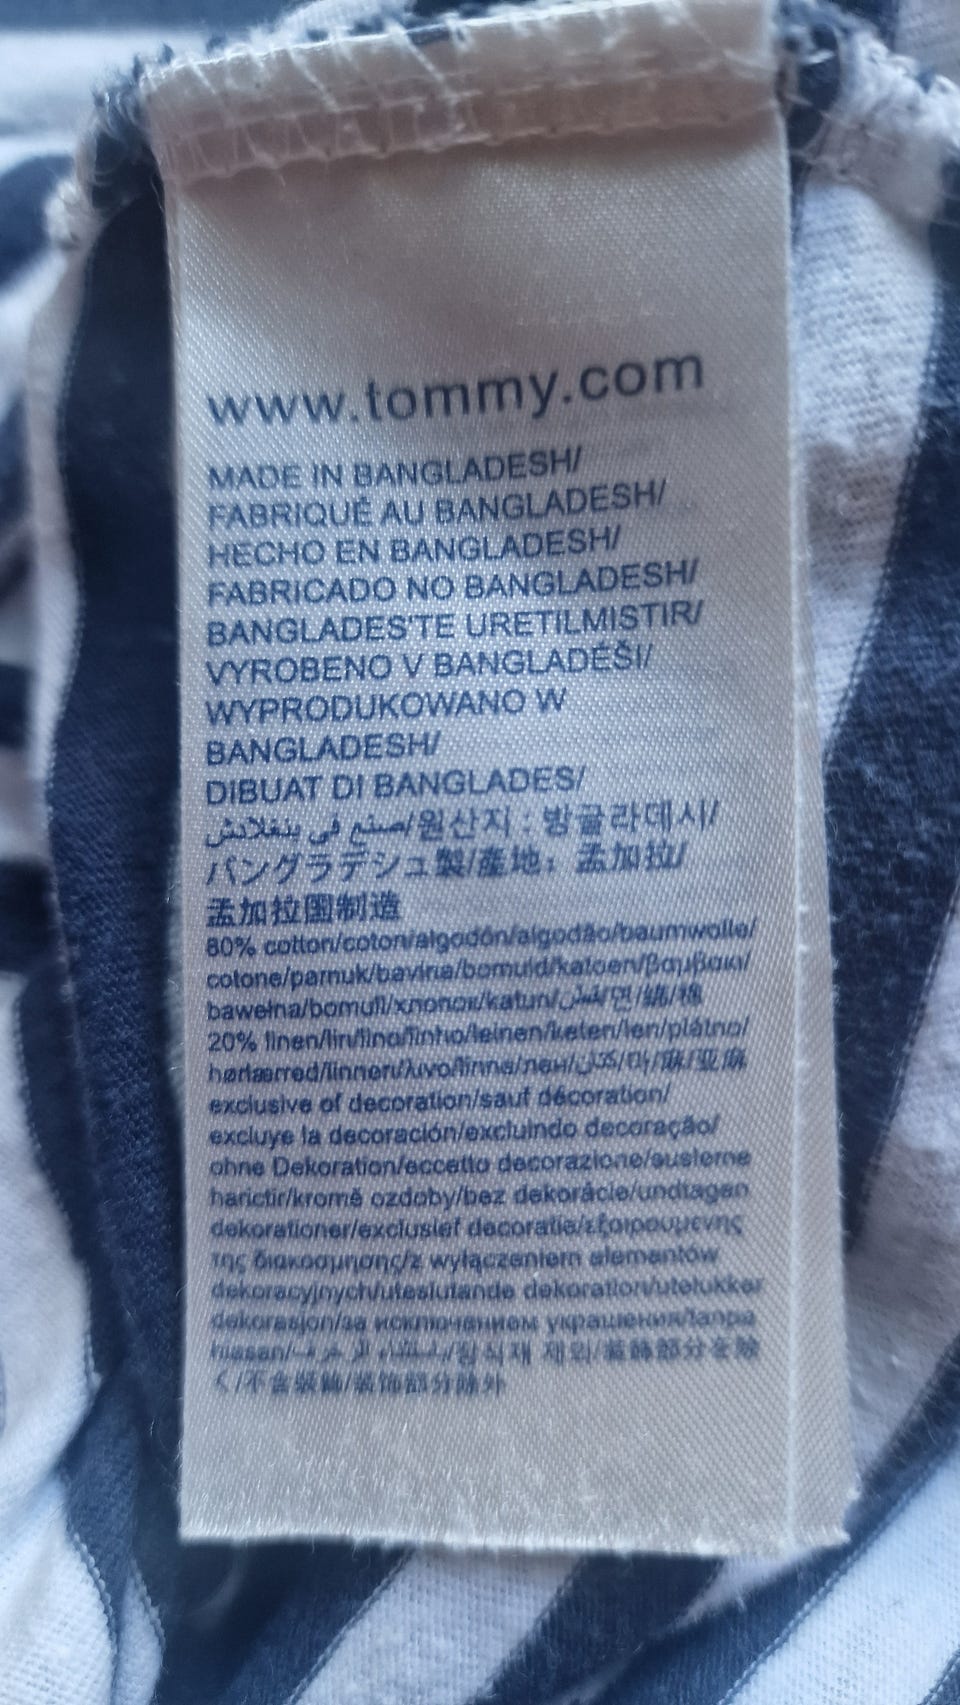 www.tommy.com
MADE IN BANGLADESH/
FABRIQUÉ AU BANGLADESH/
HECHO EN BANGLADESH/
FABRICADO NO BANGLADESH/
BANGLADES'TE URETILMISTIR/
VYROBENO V BANGLADÉŠI/
WYPRODUKOWANO W
BANGLADESH/
DIBUAT DI BANGLADES/
صنع في بنغلادش/원산지 : 방글라데시/
バングラデシュ製/產地: 孟加拉/
孟加拉国制造
80% cotton/coton/algodón/algodão/baumwolle/
cotone/pamuk/bavlna/bomuld/katoen/βαμβακι/
bawełna/bomull/хлопок/katun/قطن/면/綿/棉
20% linen/lin/lino/linho/leinen/keten/len/plátno/
hørlærred/linnen/λινο/linne/лен/كتان/마/麻/亚麻
exclusive of decoration/sauf décoration/
excluye la decoración/excluindo decoração/
ohne Dekoration/eccetto decorazione/susleme
harictir/kromě ozdoby/bez dekorácie/undtagen
dekorationer/exclusief decoratie/εξαιρουμενης
της διακοσμησης/z wyłączeniem elementów
dekoracyjnych/uteslutande dekoration/utelukker
dekorasjon/за исключением украшения/tanpa
hiasan/باستثناء الزخرفة/장식재 제외/装飾部分を除
く/不含裝飾/装饰部分除外